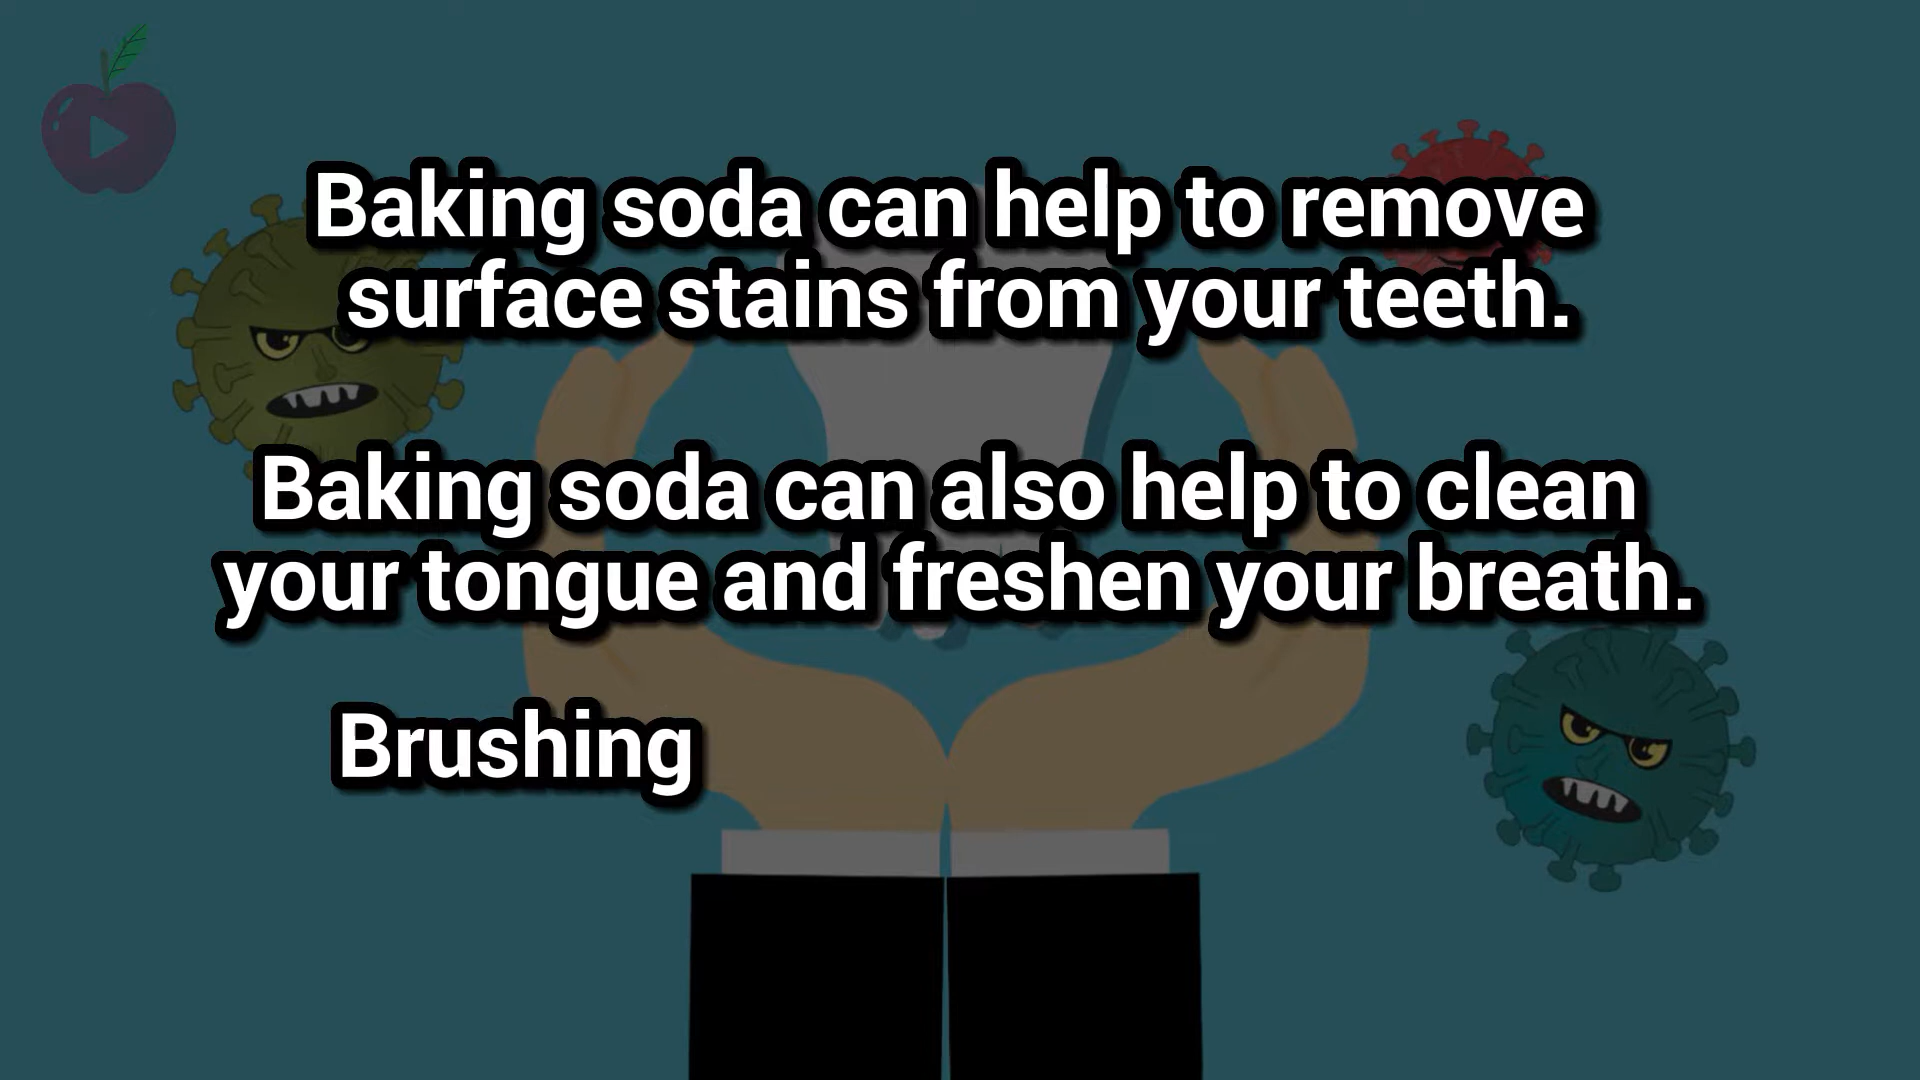 Baking soda can help to remove
surface stains from your teeth.
Baking soda can also help to clean
your tongue and freshen your breath.
Brushing